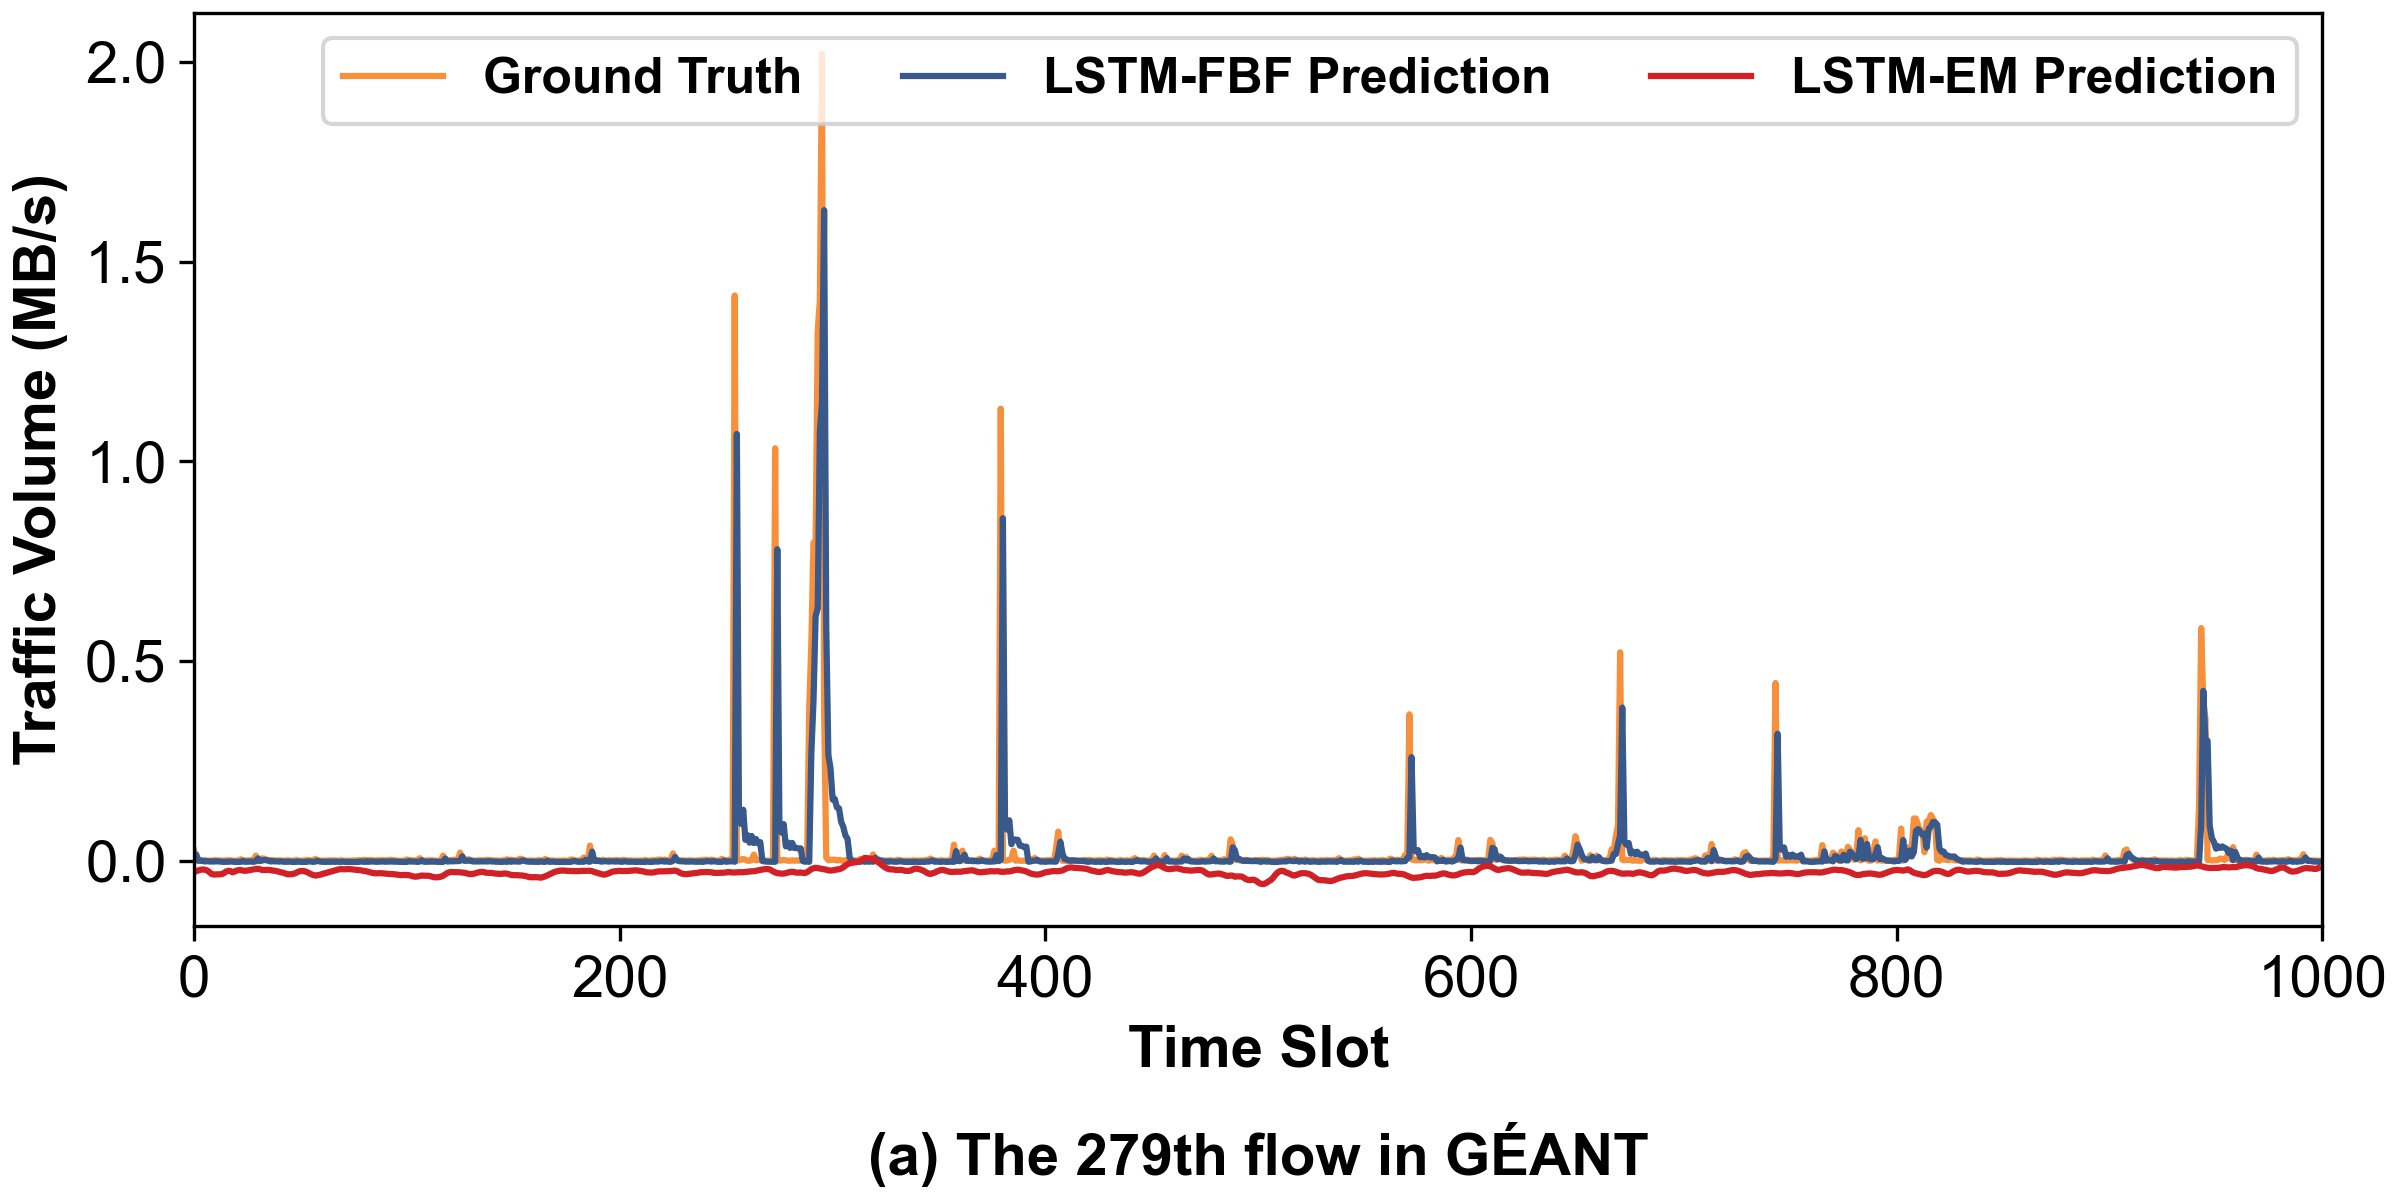 Ground Truth LSTM-FBF Prediction LSTM-EM Prediction
Traffic Volume (MB/s)
2.0
1.5
1.0
0.5
0.0
0 200 400 600 800 1000
Time Slot
(a) The 279th flow in GÉANT